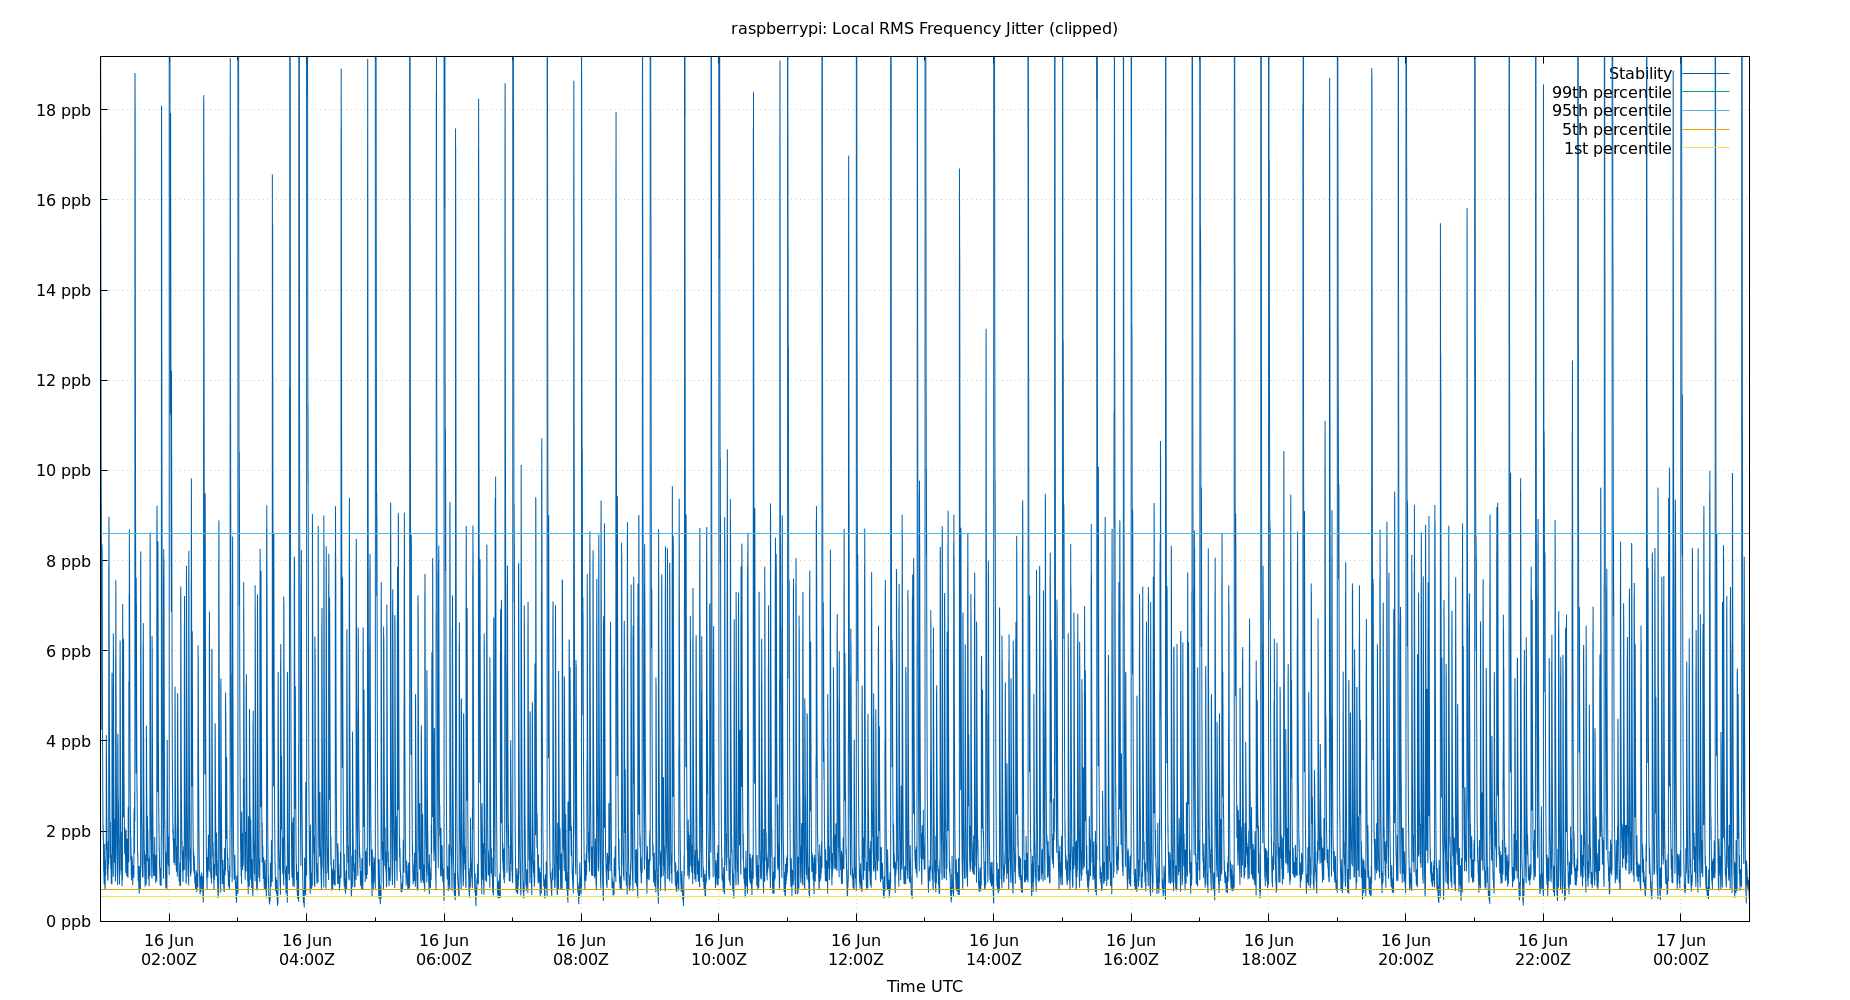 raspberrypi: Local RMS Frequency Jitter (clipped)
Stability
99th percentile
95th percentile
5th percentile
1st percentile
18 ppb
16 ppb
14 ppb
12 ppb
10 ppb
8 ppb
6 ppb
4 ppb
2 ppb
0 ppb
16 Jun 16 Jun 16 Jun 16 Jun 16 Jun 16 Jun 16 Jun 16 Jun 16 Jun 16 Jun 16 Jun 17 Jun
02:00Z 04:00Z 06:00Z 08:00Z 10:00Z 12:00Z 14:00Z 16:00Z 18:00Z 20:00Z 22:00Z 00:00Z
Time UTC